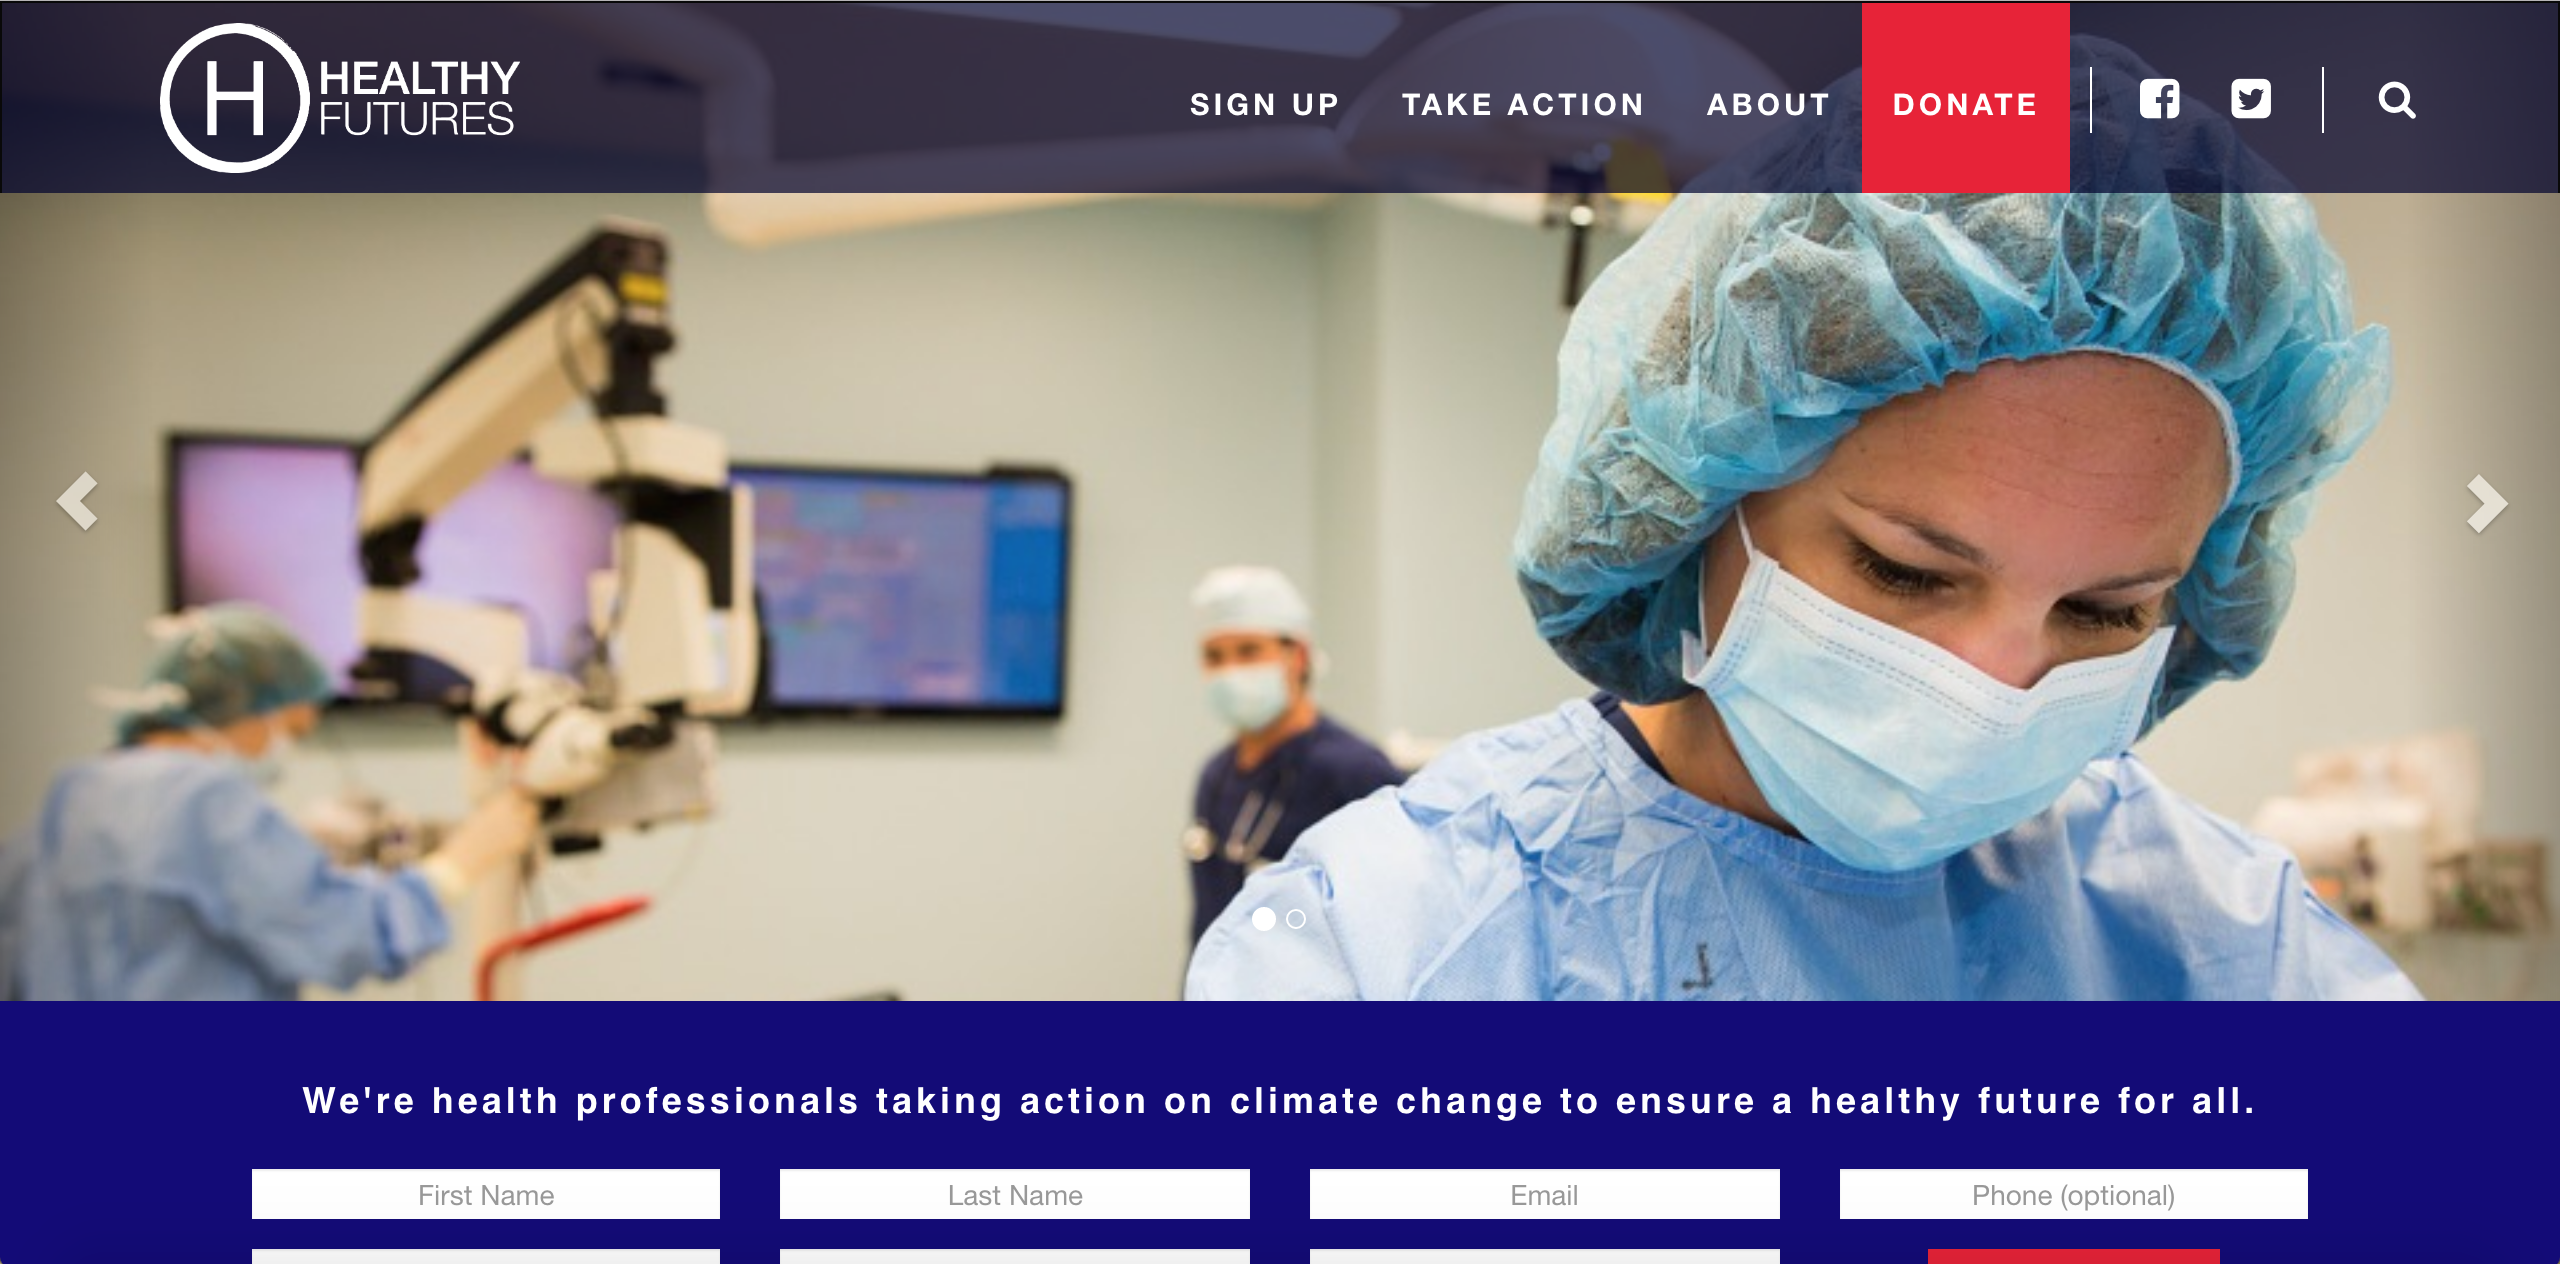 H HEALTHY
FUTURES
SIGN UP TAKE ACTION ABOUT DONATE
We're health professionals taking action on climate change to ensure a healthy future for all.
First Name Last Name Email Phone (optional)